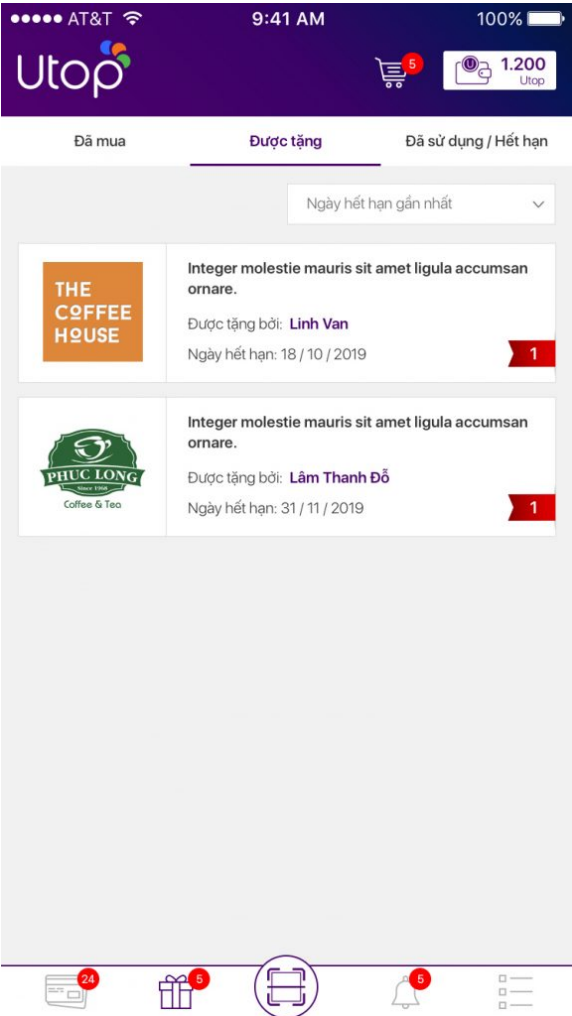 AT&T 9:41 AM 100%
Utop
5
U
1.200
Utop
Đã mua Được tặng Đã sử dụng / Hết hạn
Ngày hết hạn gần nhất
THE
COFFEE
HOUSE
Integer molestie mauris sit amet ligula accumsan
ornare.
Được tặng bởi: Linh Van
Ngày hết hạn: 18 / 10 / 2019
1
PHUC LONG
Since 1968
Coffee & Tea
Integer molestie mauris sit amet ligula accumsan
ornare.
Được tặng bởi: Lâm Thanh Đỗ
Ngày hết hạn: 31 / 11 / 2019
1
24 5 5